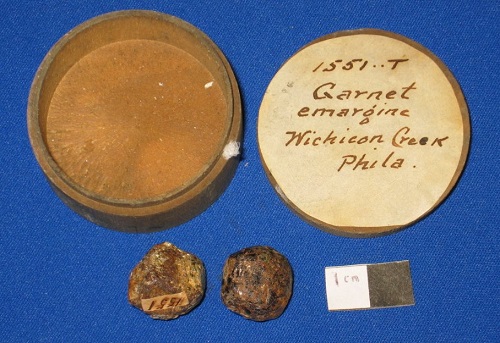 1551..T
Garnet
emargine
Wichicon Creek
Phila.
1551
1 cm